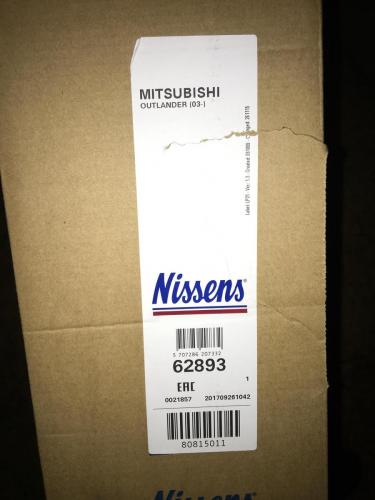 MITSUBISHI
OUTLANDER (03-)
Nissens
5 707286 207332
62893
EAC
1
0021857
201709261042
80815011
Nissens